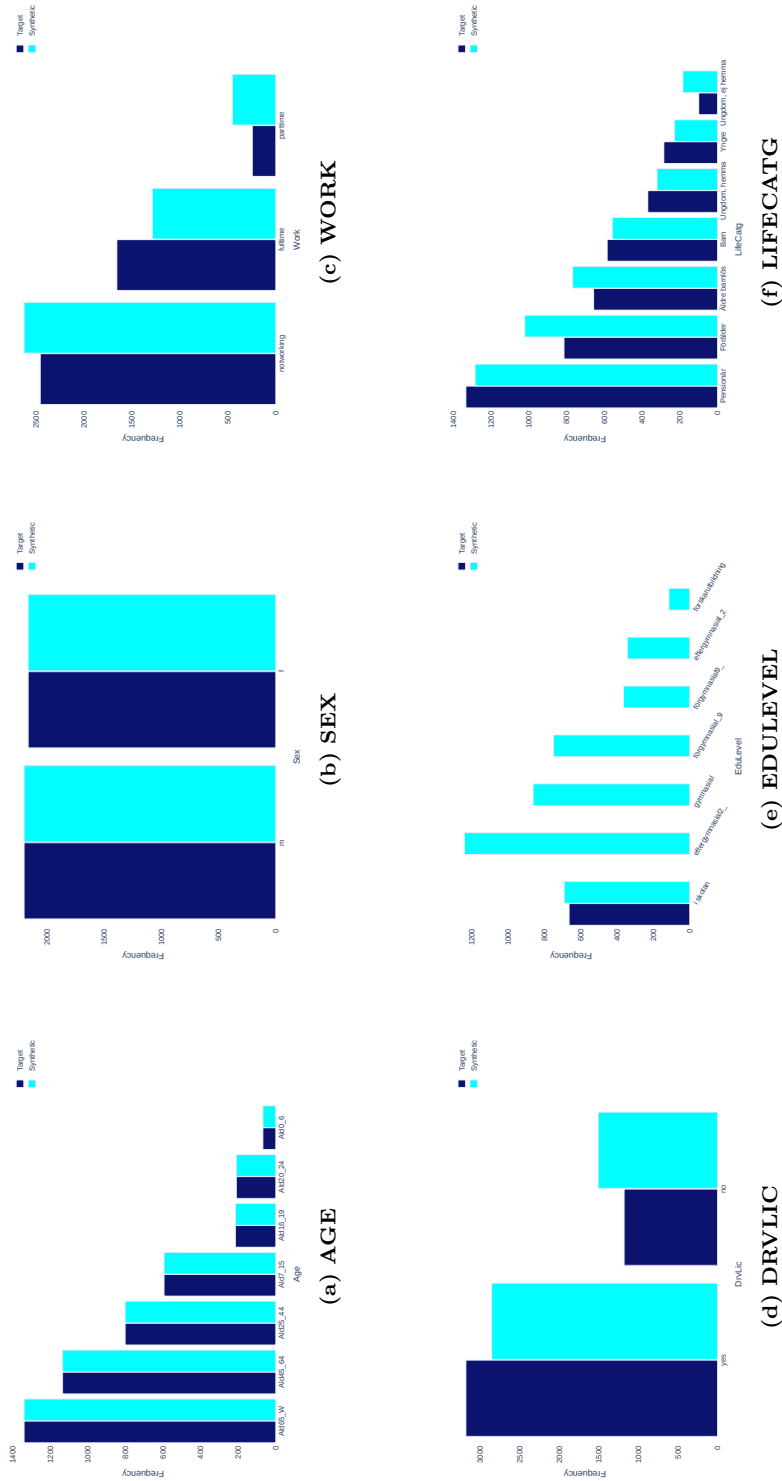 Target
Synthetic
1400
1200
1000
800
600
400
200
0
Frequency
Ald65_W
Ald45_64
Ald25_44
Ald7_15
Ald16_19
Ald20_24
Ald0_6
Age
(a) AGE
Target
Synthetic
2000
1500
1000
500
0
Frequency
m
f
Sex
(b) SEX
Target
Synthetic
2500
2000
1500
1000
500
0
Frequency
notworking
fulltime
parttime
Work
(c) WORK
Target
Synthetic
3000
2500
2000
1500
1000
500
0
Frequency
yes
no
DrvLic
(d) DRVLIC
Target
Synthetic
1200
1000
800
600
400
200
0
Frequency
i skolan
eftergymnasial2_
gymnasial
förgymnasial_9
förgymnasial9_
eftergymnasial_2
forskarutbildning
EduLevel
(e) EDULEVEL
Target
Synthetic
1400
1200
1000
800
600
400
200
0
Frequency
Pensionär
Förälder
Äldre barnlös
Barn
Ungdom, hemma
Yngre
Ungdom, ej hemma
LifeCatg
(f) LIFECATG